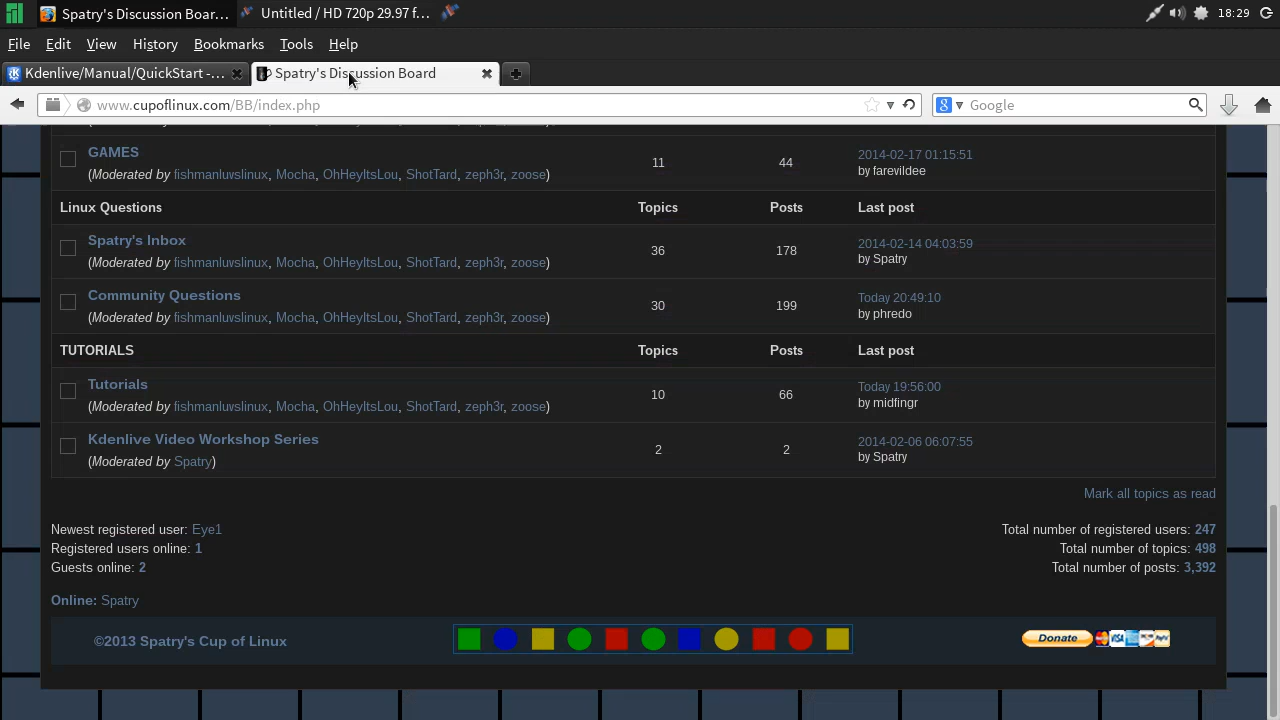 Spatry's Discussion Boar... Untitled / HD 720p 29.97 f... 18:29
File Edit View History Bookmarks Tools Help
Kdenlive/Manual/QuickStart -... Spatry's Discussion Board
www.cupoflinux.com/BB/index.php Google
GAMES 11 44 2014-02-17 01:15:51
(Moderated by fishmanluvslinux, Mocha, OhHeyItsLou, ShotTard, zeph3r, zoose) by farevildee
Linux Questions Topics Posts Last post
Spatry's Inbox 36 178 2014-02-14 04:03:59
(Moderated by fishmanluvslinux, Mocha, OhHeyItsLou, ShotTard, zeph3r, zoose) by Spatry
Community Questions 30 199 Today 20:49:10
(Moderated by fishmanluvslinux, Mocha, OhHeyItsLou, ShotTard, zeph3r, zoose) by phredo
TUTORIALS Topics Posts Last post
Tutorials 10 66 Today 19:56:00
(Moderated by fishmanluvslinux, Mocha, OhHeyItsLou, ShotTard, zeph3r, zoose) by midfingr
Kdenlive Video Workshop Series 2 2 2014-02-06 06:07:55
(Moderated by Spatry) by Spatry
Mark all topics as read
Newest registered user: Eye1 Total number of registered users: 247
Registered users online: 1 Total number of topics: 498
Guests online: 2 Total number of posts: 3,392
Online: Spatry
©2013 Spatry's Cup of Linux Donate